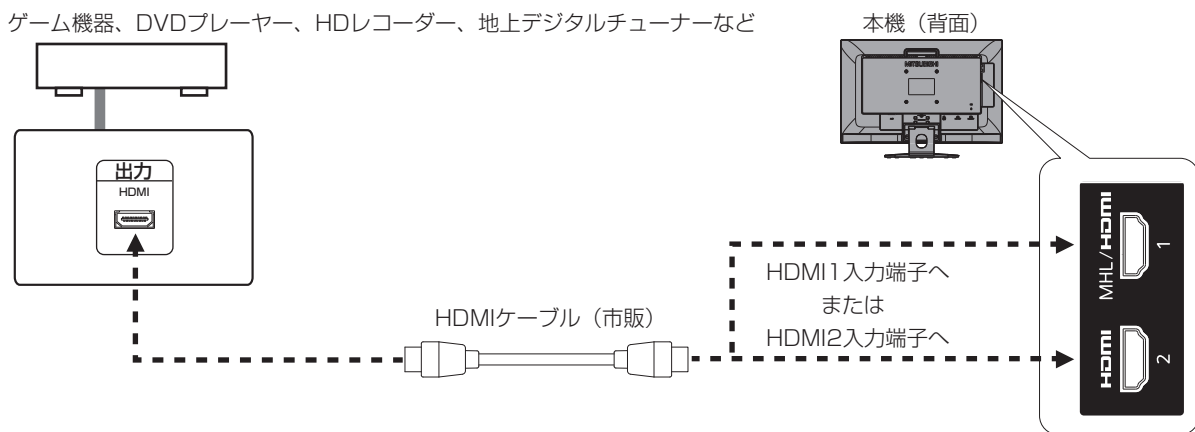 ゲーム機器、DVDプレーヤー、HDレコーダー、地上デジタルチューナーなど
本機（背面）
MITSUBISHI
出力
HDMI
HDMIケーブル（市販）
HDMI1入力端子へ
または
HDMI2入力端子へ
MHL/HDMI
1
HDMI
2